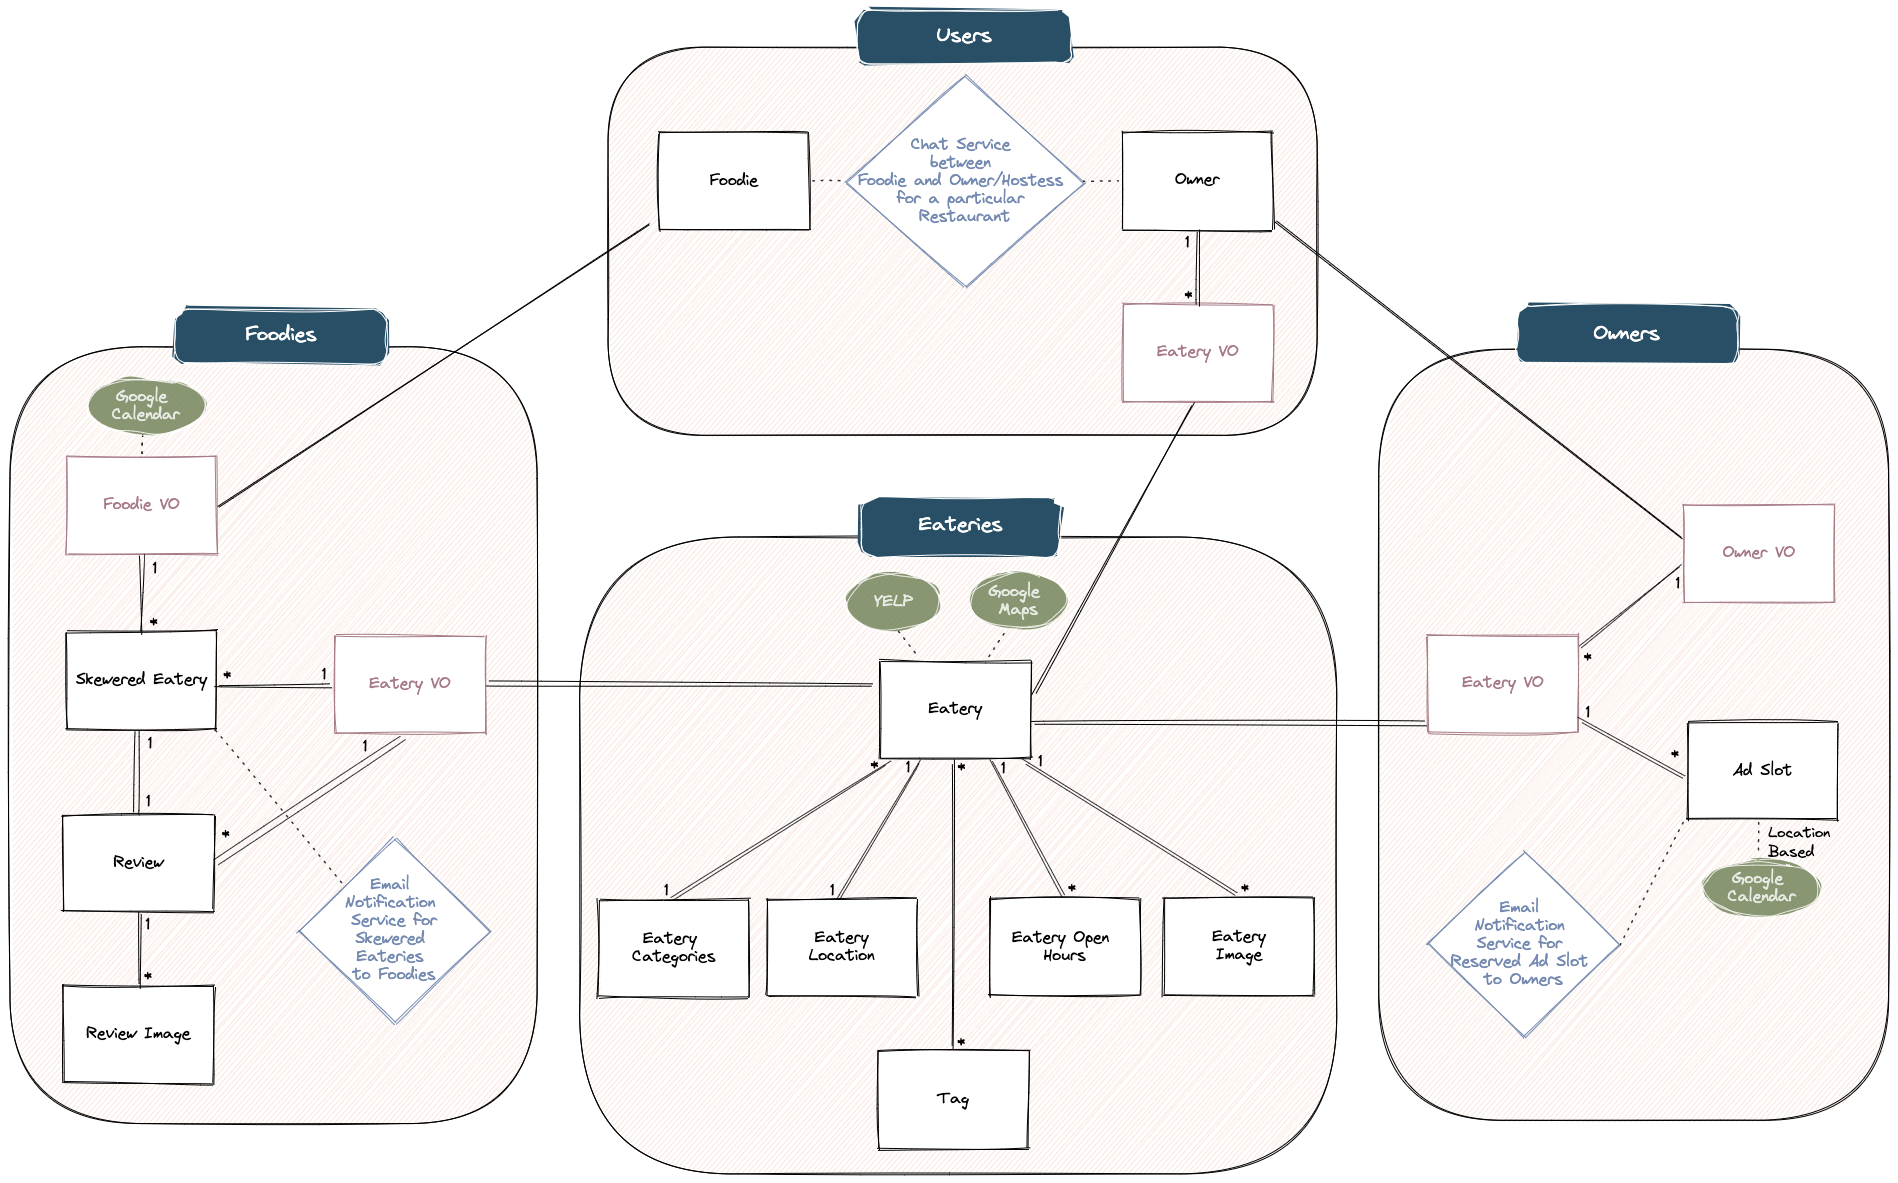 Users
Foodie
Chat Service
between
Foodie and Owner/Hostess
for a particular
Restaurant
Owner
1
*
Eatery VO
Foodies
Google
Calendar
Foodie VO
1
*
Skewered Eatery
*
1
Eatery VO
1
1
1
*
Review
1
*
Review Image
Email
Notification
Service for
Skewered
Eateries
to Foodies
Eateries
YELP
Google
Maps
Eatery
*
1
*
1
1
1
1
*
*
Eatery
Categories
Eatery
Location
Eatery Open
Hours
Eatery
Image
*
Tag
Owners
Owner VO
1
*
Eatery VO
1
*
Ad Slot
Location
Based
Google
Calendar
Email
Notification
Service for
Reserved Ad Slot
to Owners